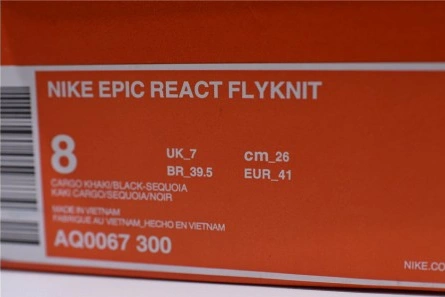 NIKE EPIC REACT FLYKNIT
8
UK_7 cm_26
BR_39.5 EUR_41
CARGO KHAKI/BLACK-SEQUOIA
KAKI CARGO/SEQUOIA/NOIR
MADE IN VIETNAM
FABRIQUE AU VIETNAM_HECHO EN VIETNAM
AQ0067 300
NIKE.CO